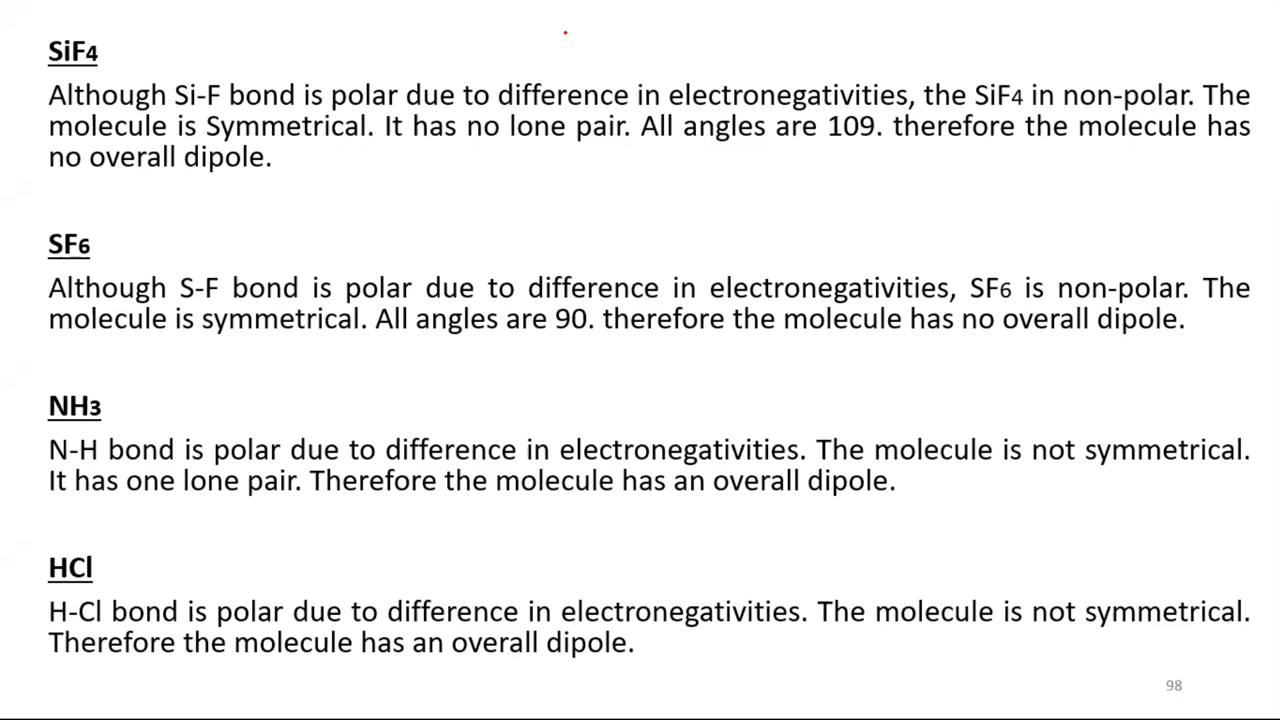 SiF4
Although Si-F bond is polar due to difference in electronegativities, the SiF4 in non-polar. The
molecule is Symmetrical. It has no lone pair. All angles are 109. therefore the molecule has
no overall dipole.
SF6
Although S-F bond is polar due to difference in electronegativities, SF6 is non-polar. The
molecule is symmetrical. All angles are 90. therefore the molecule has no overall dipole.
NH3
N-H bond is polar due to difference in electronegativities. The molecule is not symmetrical.
It has one lone pair. Therefore the molecule has an overall dipole.
HCl
H-Cl bond is polar due to difference in electronegativities. The molecule is not symmetrical.
Therefore the molecule has an overall dipole.
98